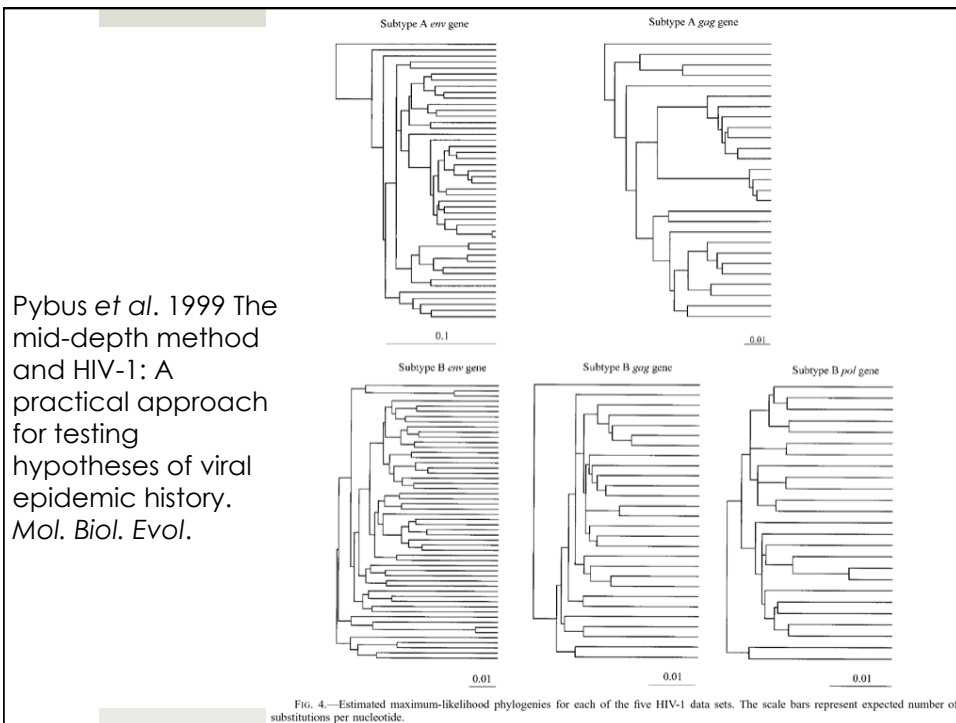 Subtype A env gene
Subtype A gag gene
0.1
0.01
Pybus et al. 1999 The
mid-depth method
and HIV-1: A
practical approach
for testing
hypotheses of viral
epidemic history.
Mol. Biol. Evol.
Subtype B env gene
Subtype B gag gene
Subtype B pol gene
0.01
0.01
0.01
FIG. 4.—Estimated maximum-likelihood phylogenies for each of the five HIV-1 data sets. The scale bars represent expected number of
substitutions per nucleotide.